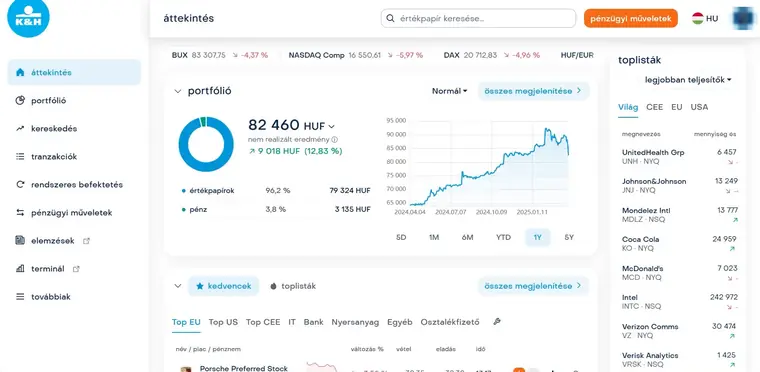 K&H
áttekintés
értékpapír keresése...
pénzügyi műveletek
HU
áttekintés
portfólió
kereskedés
tranzakciók
rendszeres befektetés
pénzügyi műveletek
elemzések
terminál
továbbiak
BUX 83 307,75 ↘ -4,37 % NASDAQ Comp 16 550,61 ↘ -5,97 % DAX 20 712,83 ↘ -4,96 % HUF/EUR
portfólió
Normál
összes megjelenítése
82 460 HUF
nem realizált eredmény
↗ 9 018 HUF (12,83 %)
értékpapírok 96,2 % 79 324 HUF
pénz 3,8 % 3 135 HUF
95 000
90 000
85 000
80 000
75 000
70 000
65 000
2024.04.04 2024.07.07 2024.10.09 2025.01.11
5D 1M 6M YTD 1Y 5Y
kedvencek
toplisták
összes megjelenítése
Top EU Top US Top CEE IT Bank Nyersanyag Egyéb Osztalékfizető
név / piac / pénznem változás % vétel eladás idő
Porsche Preferred Stock
toplisták
legjobban teljesítők
Világ CEE EU USA
megnevezés mennyiség és
UnitedHealth Grp 6 457
UNH • NYQ ↘ -
Johnson&Johnson 13 249
JNJ • NYQ ↘ -
Mondelez Intl 13 777
MDLZ • NSQ ↗
Coca Cola 24 959
KO • NYQ ↗
McDonald's 7 023
MCD • NYQ ↘ -
Intel 242 972
INTC • NSQ ↘ -
Verizon Comms 30 474
VZ • NYQ ↗
Verisk Analytics 1 425
VRSK • NSQ ↗